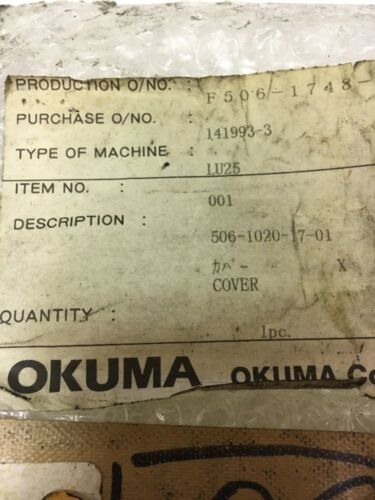 PRODUCTION O/NO. : F506-1748-
PURCHASE O/NO. : 141993-3
TYPE OF MACHINE : LU25
ITEM NO. : 001
DESCRIPTION : 506-1020-17-01
カバー X
COVER
QUANTITY : 1pc.
OKUMA OKUMA Co